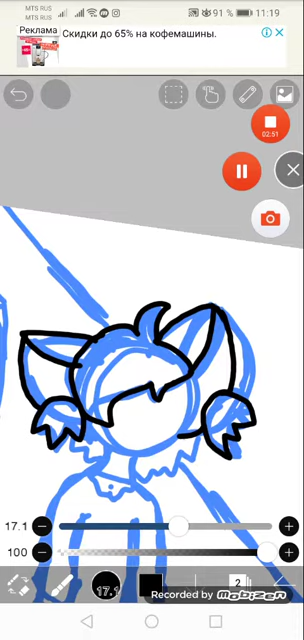 MTS RUS
MTS RUS
91 %
11:19
Реклама
Скидки до 65% на кофемашины.
02:51
17.1
100
17.1
2
Recorded by mobizen